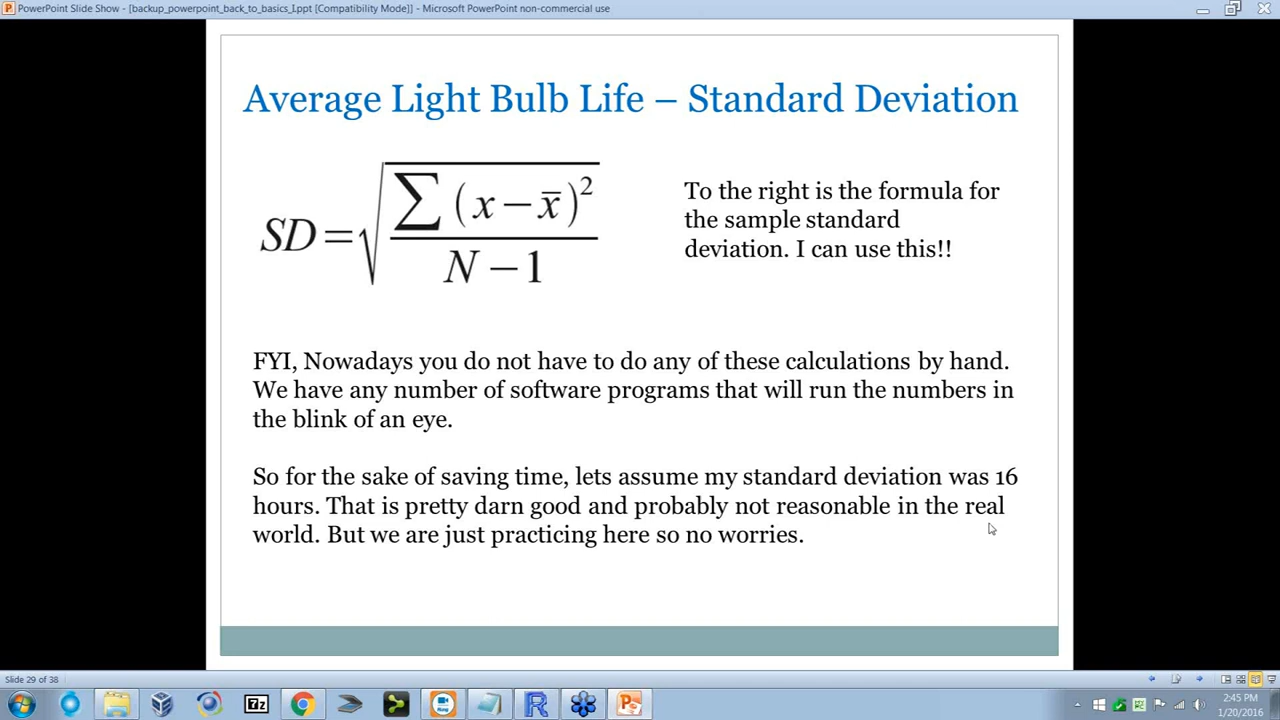 PowerPoint Slide Show - [backup_powerpoint_back_to_basics_I.ppt [Compatibility Mode]] - Microsoft PowerPoint non-commercial use
Average Light Bulb Life – Standard Deviation
SD=√(∑(x−x̄)²/(N−1))
To the right is the formula for
the sample standard
deviation. I can use this!!
FYI, Nowadays you do not have to do any of these calculations by hand.
We have any number of software programs that will run the numbers in
the blink of an eye.
So for the sake of saving time, lets assume my standard deviation was 16
hours. That is pretty darn good and probably not reasonable in the real
world. But we are just practicing here so no worries.
Slide 29 of 38
7z
R
2:45 PM
1/20/2016